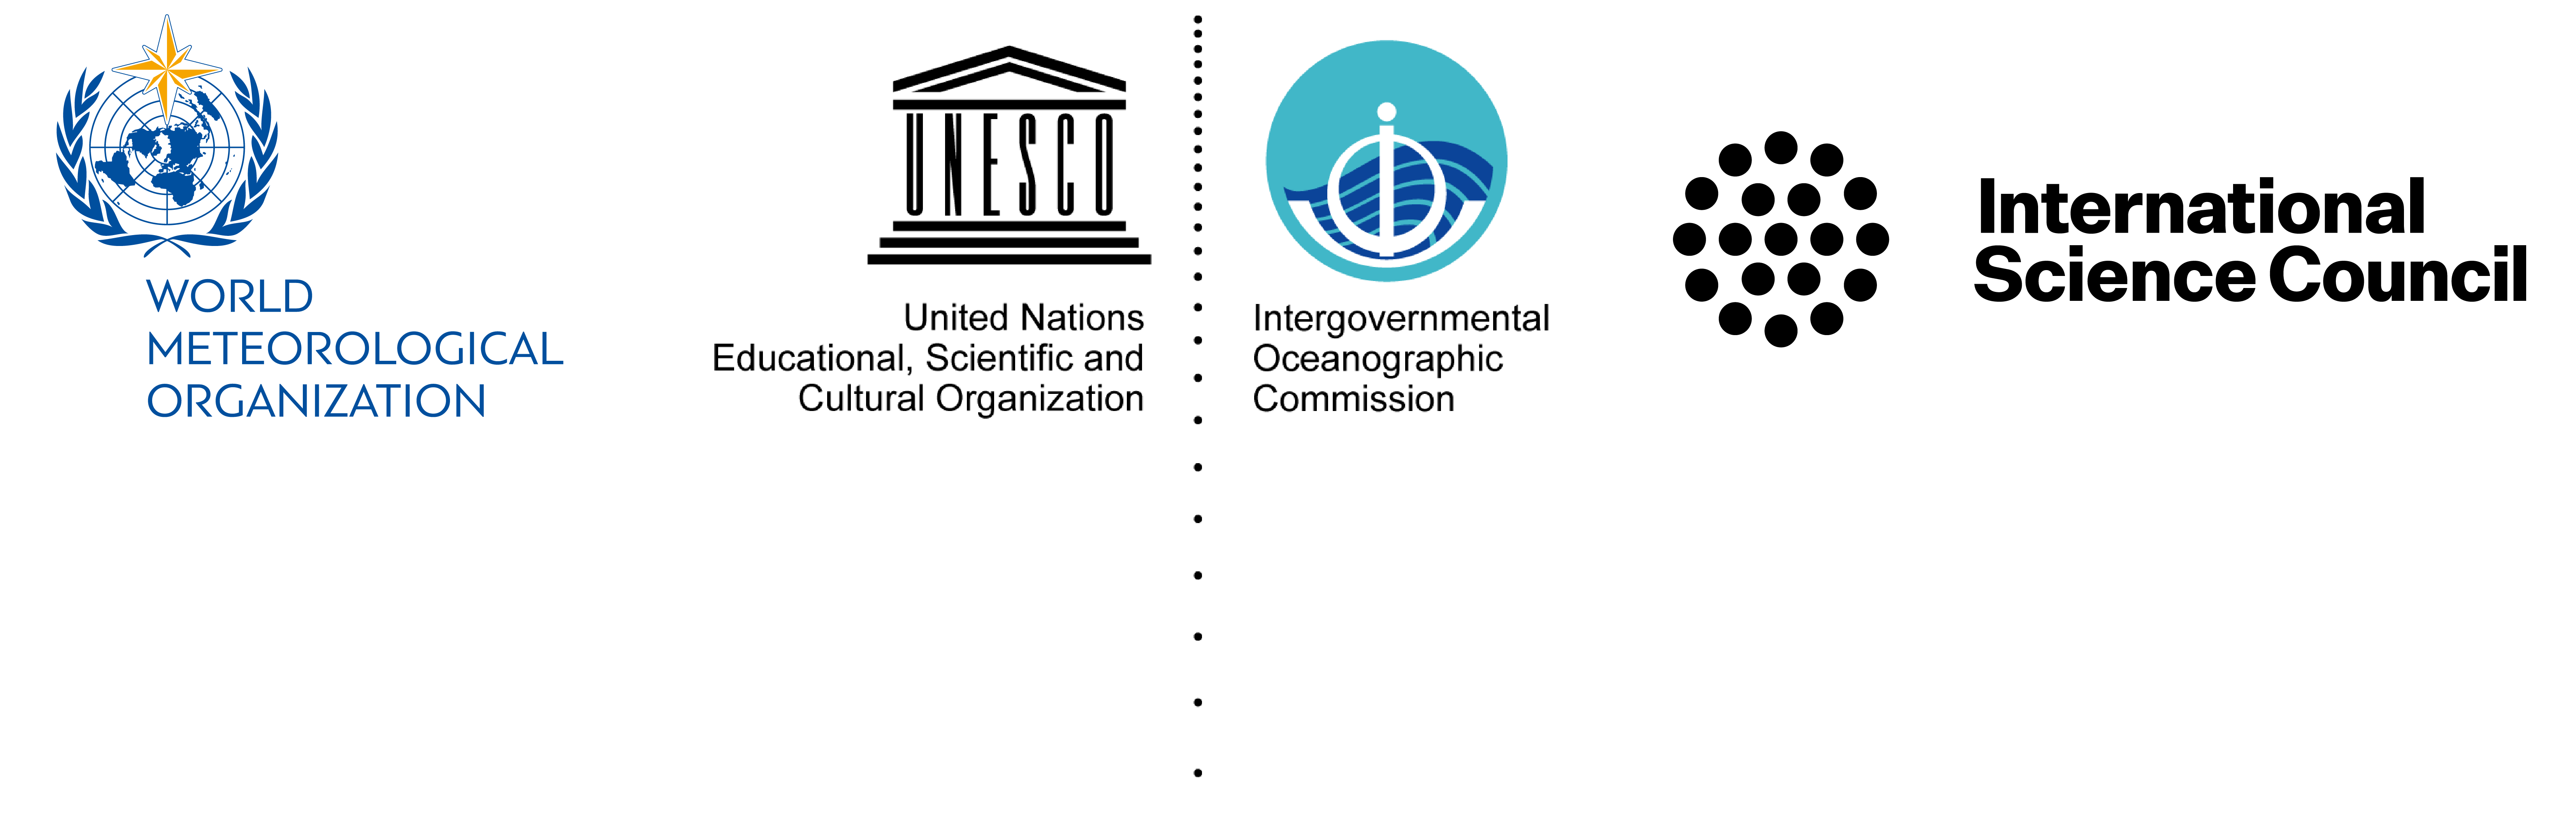 WORLD
METEOROLOGICAL
ORGANIZATION
UNESCO
United Nations
Educational, Scientific and
Cultural Organization
Intergovernmental
Oceanographic
Commission
International
Science Council